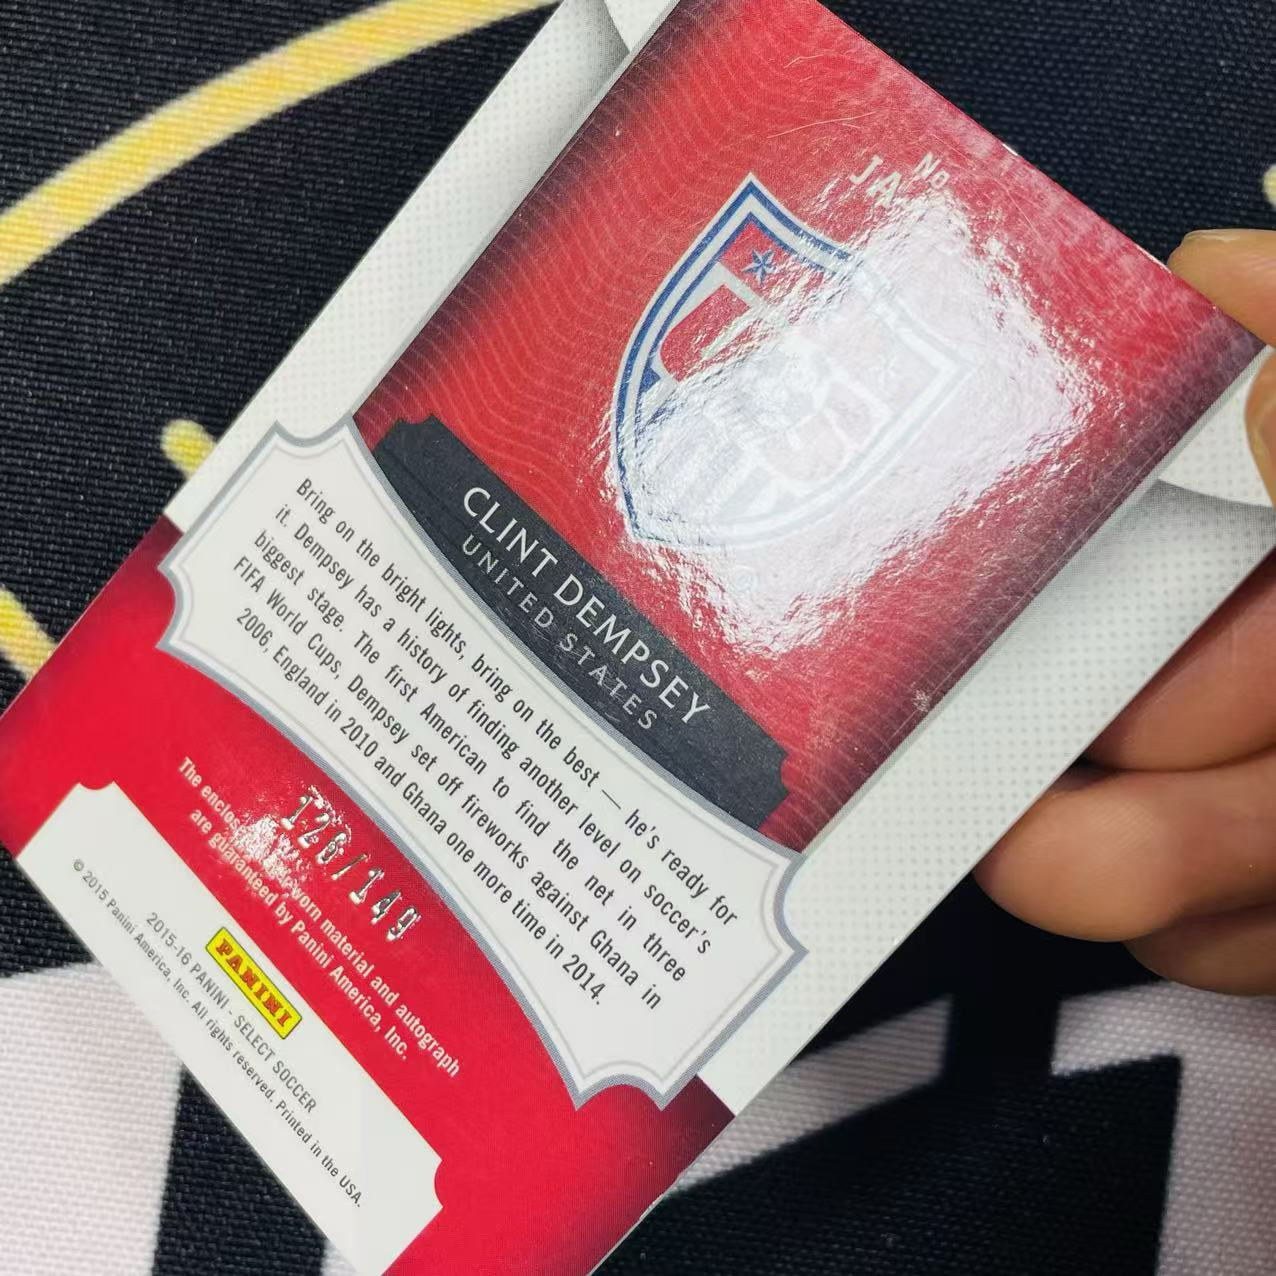 No
JA
CLINT DEMPSEY
UNITED STATES
Bring on the bright lights, bring on the best — he's ready for
it. Dempsey has a history of finding another level on soccer's
biggest stage. The first American to find the net in three
FIFA World Cups, Dempsey set off fireworks against Ghana in
2006, England in 2010 and Ghana one more time in 2014.
126/149
The enclosed worn material and autograph
are guaranteed by Panini America, Inc.
PANINI
2015-16 PANINI - SELECT SOCCER
© 2015 Panini America, Inc. All rights reserved. Printed in the USA.